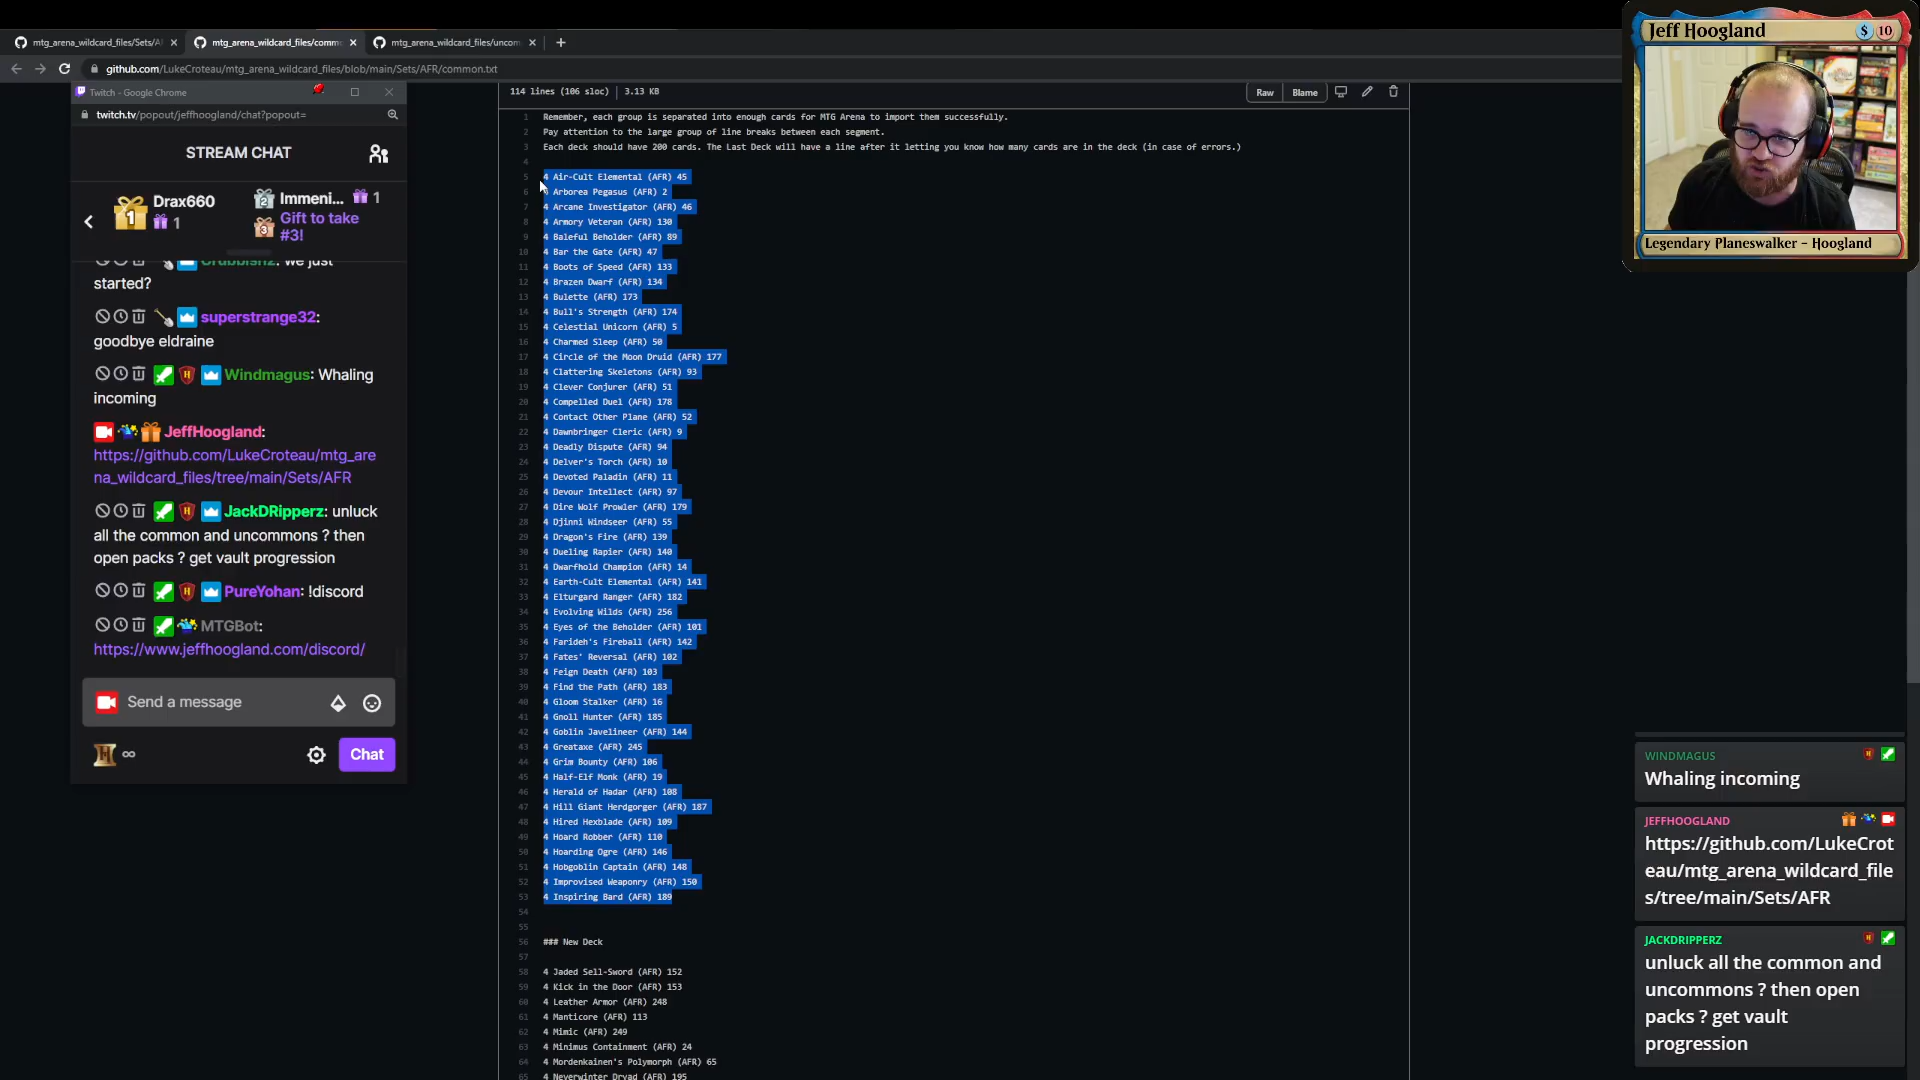 mtg_arena_wildcard_files/Sets/A
mtg_arena_wildcard_files/comm
mtg_arena_wildcard_files/uncom
github.com/LukeCroteau/mtg_arena_wildcard_files/blob/main/Sets/AFR/common.txt
Twitch - Google Chrome
twitch.tv/popout/jeffhoogland/chat?popout=
STREAM CHAT
Drax660
1
Immeni... 1
Gift to take
#3!
we just
started?
superstrange32:
goodbye eldraine
Windmagus: Whaling
incoming
JeffHoogland:
https://github.com/LukeCroteau/mtg_are
na_wildcard_files/tree/main/Sets/AFR
JackDRipperz: unluck
all the common and uncommons ? then
open packs ? get vault progression
PureYohan: !discord
MTGBot:
https://www.jeffhoogland.com/discord/
Send a message
∞
Chat
114 lines (106 sloc) | 3.13 KB
Raw
Blame
1 Remember, each group is separated into enough cards for MTG Arena to import them successfully.
2 Pay attention to the large group of line breaks between each segment.
3 Each deck should have 200 cards. The Last Deck will have a line after it letting you know how many cards are in the deck (in case of errors.)
4
5 4 Air-Cult Elemental (AFR) 45
6 4 Arborea Pegasus (AFR) 2
7 4 Arcane Investigator (AFR) 46
8 4 Armory Veteran (AFR) 130
9 4 Baleful Beholder (AFR) 89
10 4 Bar the Gate (AFR) 47
11 4 Boots of Speed (AFR) 133
12 4 Brazen Dwarf (AFR) 134
13 4 Bulette (AFR) 173
14 4 Bull's Strength (AFR) 174
15 4 Celestial Unicorn (AFR) 5
16 4 Charmed Sleep (AFR) 50
17 4 Circle of the Moon Druid (AFR) 177
18 4 Clattering Skeletons (AFR) 93
19 4 Clever Conjurer (AFR) 51
20 4 Compelled Duel (AFR) 178
21 4 Contact Other Plane (AFR) 52
22 4 Dawnbringer Cleric (AFR) 9
23 4 Deadly Dispute (AFR) 94
24 4 Delver's Torch (AFR) 10
25 4 Devoted Paladin (AFR) 11
26 4 Devour Intellect (AFR) 97
27 4 Dire Wolf Prowler (AFR) 179
28 4 Djinni Windseer (AFR) 55
29 4 Dragon's Fire (AFR) 139
30 4 Dueling Rapier (AFR) 140
31 4 Dwarfhold Champion (AFR) 14
32 4 Earth-Cult Elemental (AFR) 141
33 4 Elturgard Ranger (AFR) 182
34 4 Evolving Wilds (AFR) 256
35 4 Eyes of the Beholder (AFR) 101
36 4 Farideh's Fireball (AFR) 142
37 4 Fates' Reversal (AFR) 102
38 4 Feign Death (AFR) 103
39 4 Find the Path (AFR) 183
40 4 Gloom Stalker (AFR) 16
41 4 Gnoll Hunter (AFR) 185
42 4 Goblin Javelineer (AFR) 144
43 4 Greataxe (AFR) 245
44 4 Grim Bounty (AFR) 106
45 4 Half-Elf Monk (AFR) 19
46 4 Herald of Hadar (AFR) 108
47 4 Hill Giant Herdgorger (AFR) 187
48 4 Hired Hexblade (AFR) 109
49 4 Hoard Robber (AFR) 110
50 4 Hoarding Ogre (AFR) 146
51 4 Hobgoblin Captain (AFR) 148
52 4 Improvised Weaponry (AFR) 150
53 4 Inspiring Bard (AFR) 189
54
55
56 ### New Deck
57
58 4 Jaded Sell-Sword (AFR) 152
59 4 Kick in the Door (AFR) 153
60 4 Leather Armor (AFR) 248
61 4 Manticore (AFR) 113
62 4 Mimic (AFR) 249
63 4 Minimus Containment (AFR) 24
64 4 Mordenkainen's Polymorph (AFR) 65
65 4 Neverwinter Dryad (AFR) 195
Jeff Hoogland $ 10
Legendary Planeswalker – Hoogland
WINDMAGUS
Whaling incoming
JEFFHOOGLAND
https://github.com/LukeCrot
eau/mtg_arena_wildcard_file
s/tree/main/Sets/AFR
JACKDRIPPERZ
unluck all the common and
uncommons ? then open
packs ? get vault
progression